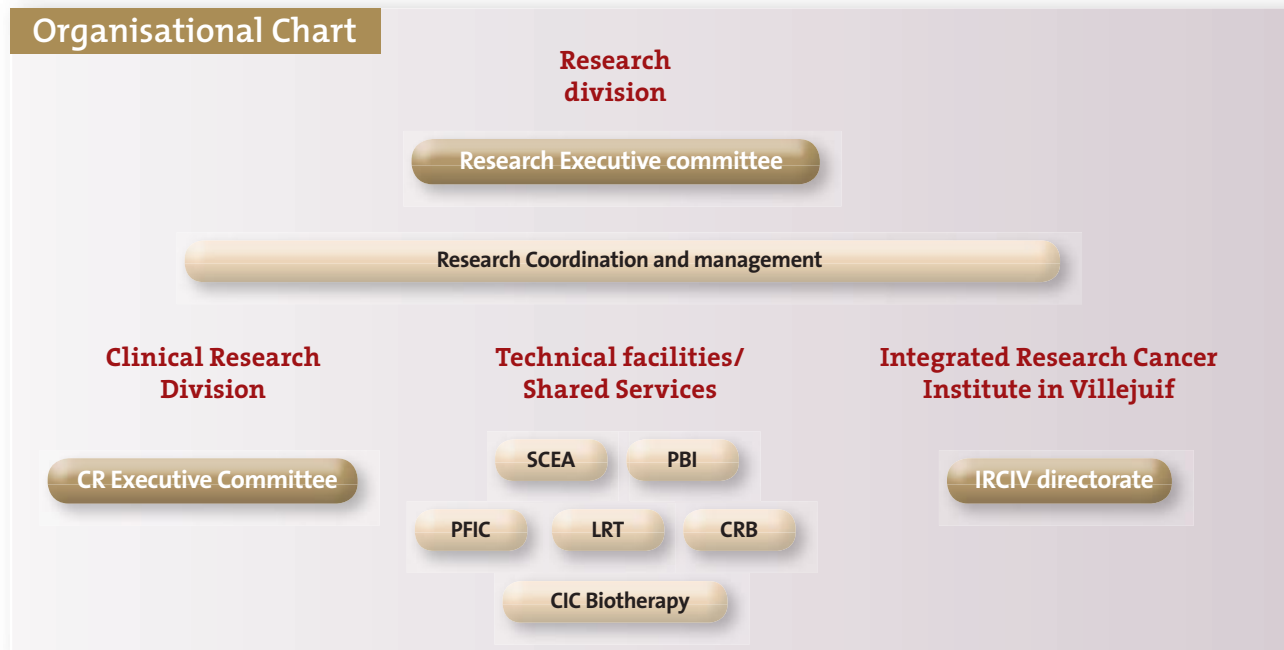 Organisational Chart
Research
division
Research Executive committee
Research Coordination and management
Clinical Research
Division
Technical facilities/
Shared Services
Integrated Research Cancer
Institute in Villejuif
CR Executive Committee
SCEA
PBI
PFIC
LRT
CRB
CIC Biotherapy
IRCIV directorate